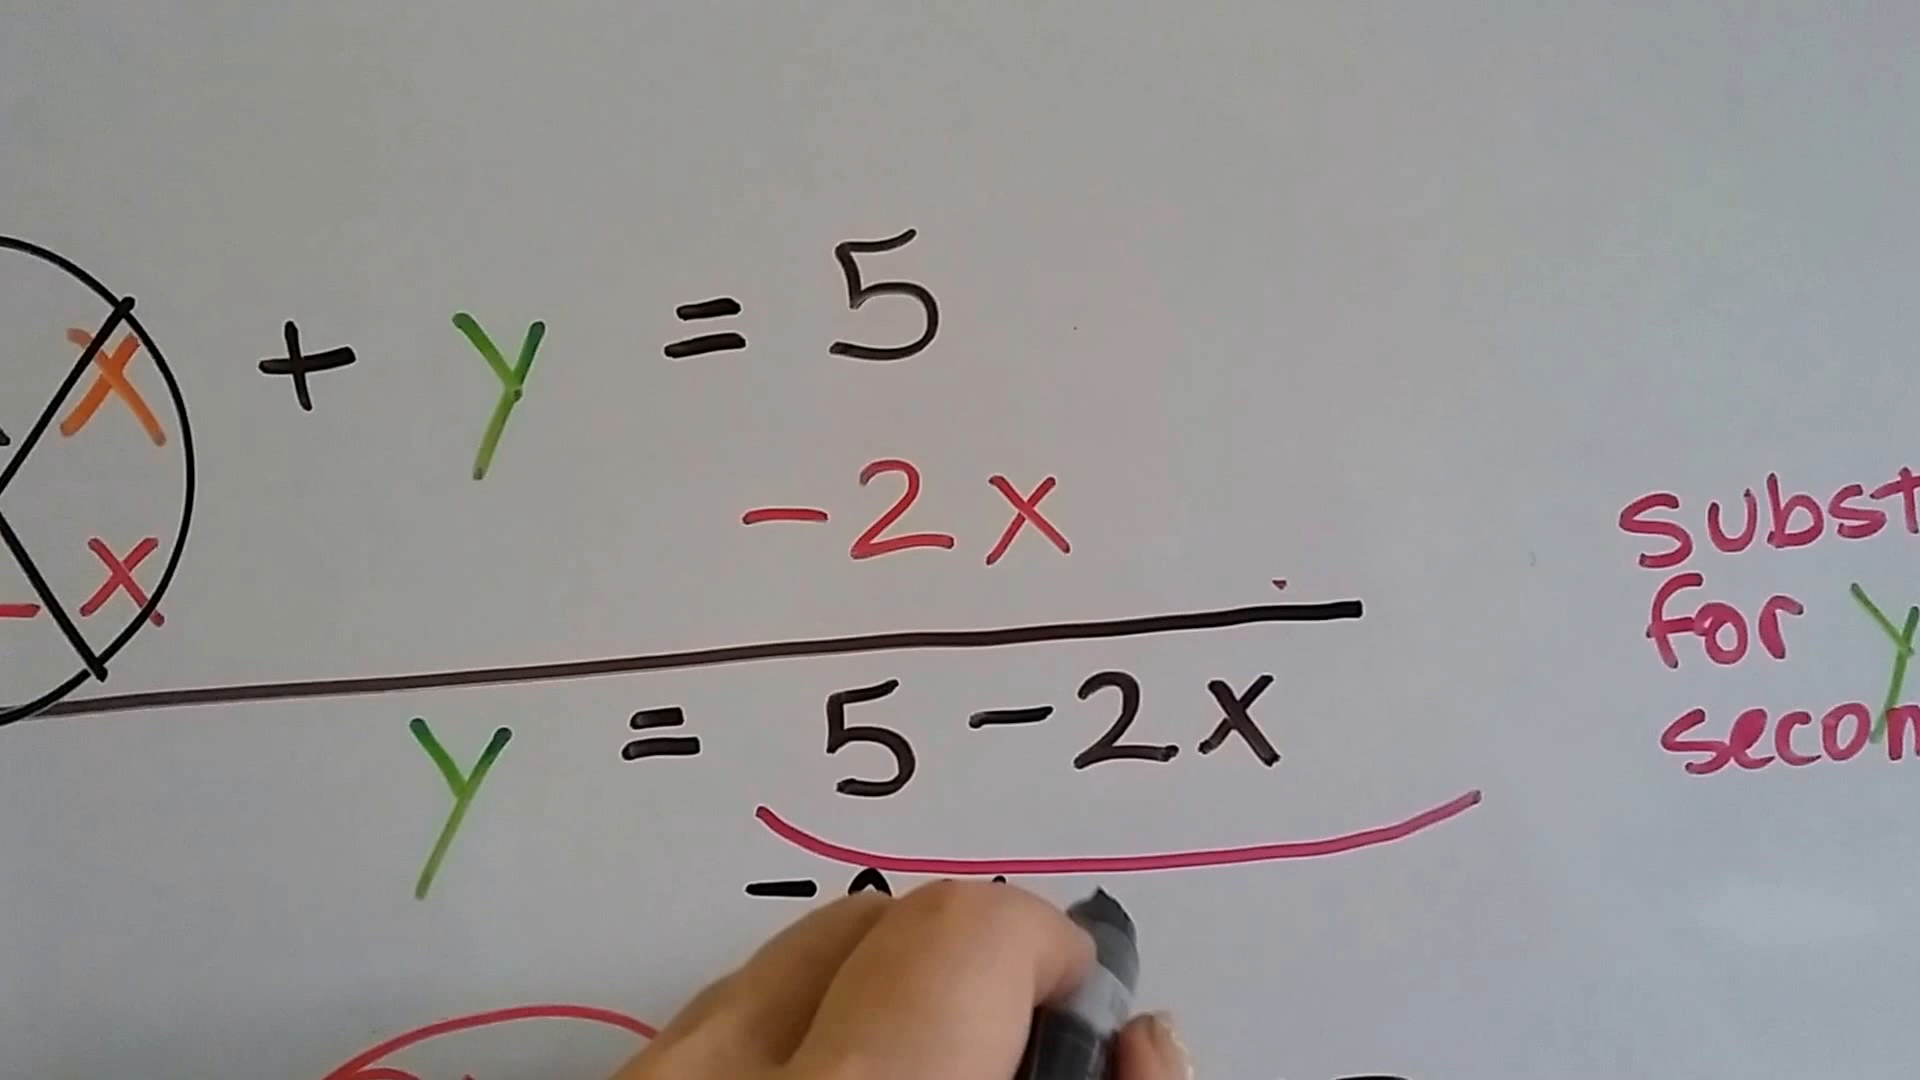 x + y = 5
- x -2x
y = 5 - 2x
-
subst
for y
secon